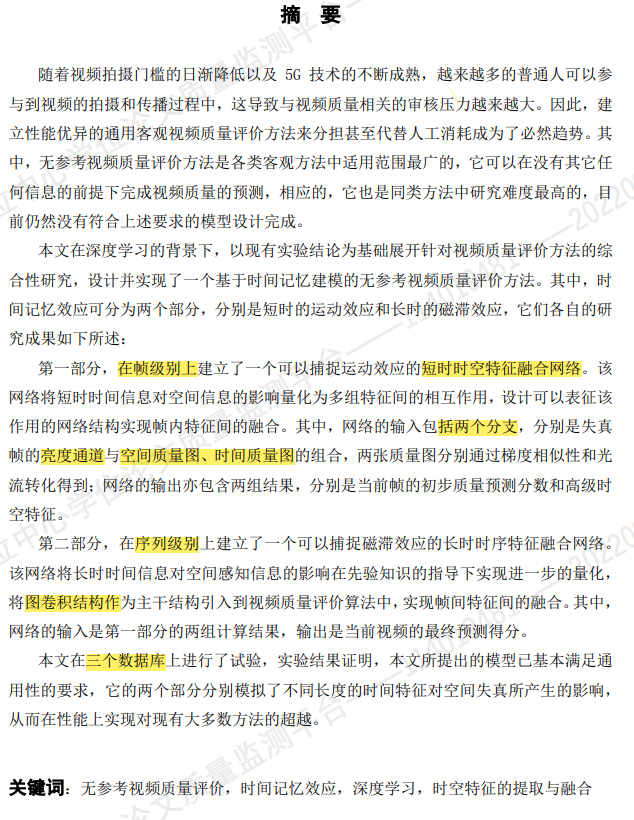 摘 要
随着视频拍摄门槛的日渐降低以及 5G 技术的不断成熟，越来越多的普通人可以参
与到视频的拍摄和传播过程中，这导致与视频质量相关的审核压力越来越大。因此，建
立性能优异的通用客观视频质量评价方法来分担甚至代替人工消耗成为了必然趋势。其
中，无参考视频质量评价方法是各类客观方法中适用范围最广的，它可以在没有其它任
何信息的前提下完成视频质量的预测，相应的，它也是同类方法中研究难度最高的，目
前仍然没有符合上述要求的模型设计完成。
本文在深度学习的背景下，以现有实验结论为基础展开针对视频质量评价方法的综
合性研究，设计并实现了一个基于时间记忆建模的无参考视频质量评价方法。其中，时
间记忆效应可分为两个部分，分别是短时的运动效应和长时的磁滞效应，它们各自的研
究成果如下所述：
第一部分，在帧级别上建立了一个可以捕捉运动效应的短时时空特征融合网络。该
网络将短时时间信息对空间信息的影响量化为多组特征间的相互作用，设计可以表征该
作用的网络结构实现帧内特征间的融合。其中，网络的输入包括两个分支，分别是失真
帧的亮度通道与空间质量图、时间质量图的组合，两张质量图分别通过梯度相似性和光
流转化得到；网络的输出亦包含两组结果，分别是当前帧的初步质量预测分数和高级时
空特征。
第二部分，在序列级别上建立了一个可以捕捉磁滞效应的长时时序特征融合网络。
该网络将长时时间信息对空间感知信息的影响在先验知识的指导下实现进一步的量化，
将图卷积结构作为主干结构引入到视频质量评价算法中，实现帧间特征间的融合。其中，
网络的输入是第一部分的两组计算结果，输出是当前视频的最终预测得分。
本文在三个数据库上进行了试验，实验结果证明，本文所提出的模型已基本满足通
用性的要求，它的两个部分分别模拟了不同长度的时间特征对空间失真所产生的影响，
从而在性能上实现对现有大多数方法的超越。
关键词：无参考视频质量评价，时间记忆效应，深度学习，时空特征的提取与融合